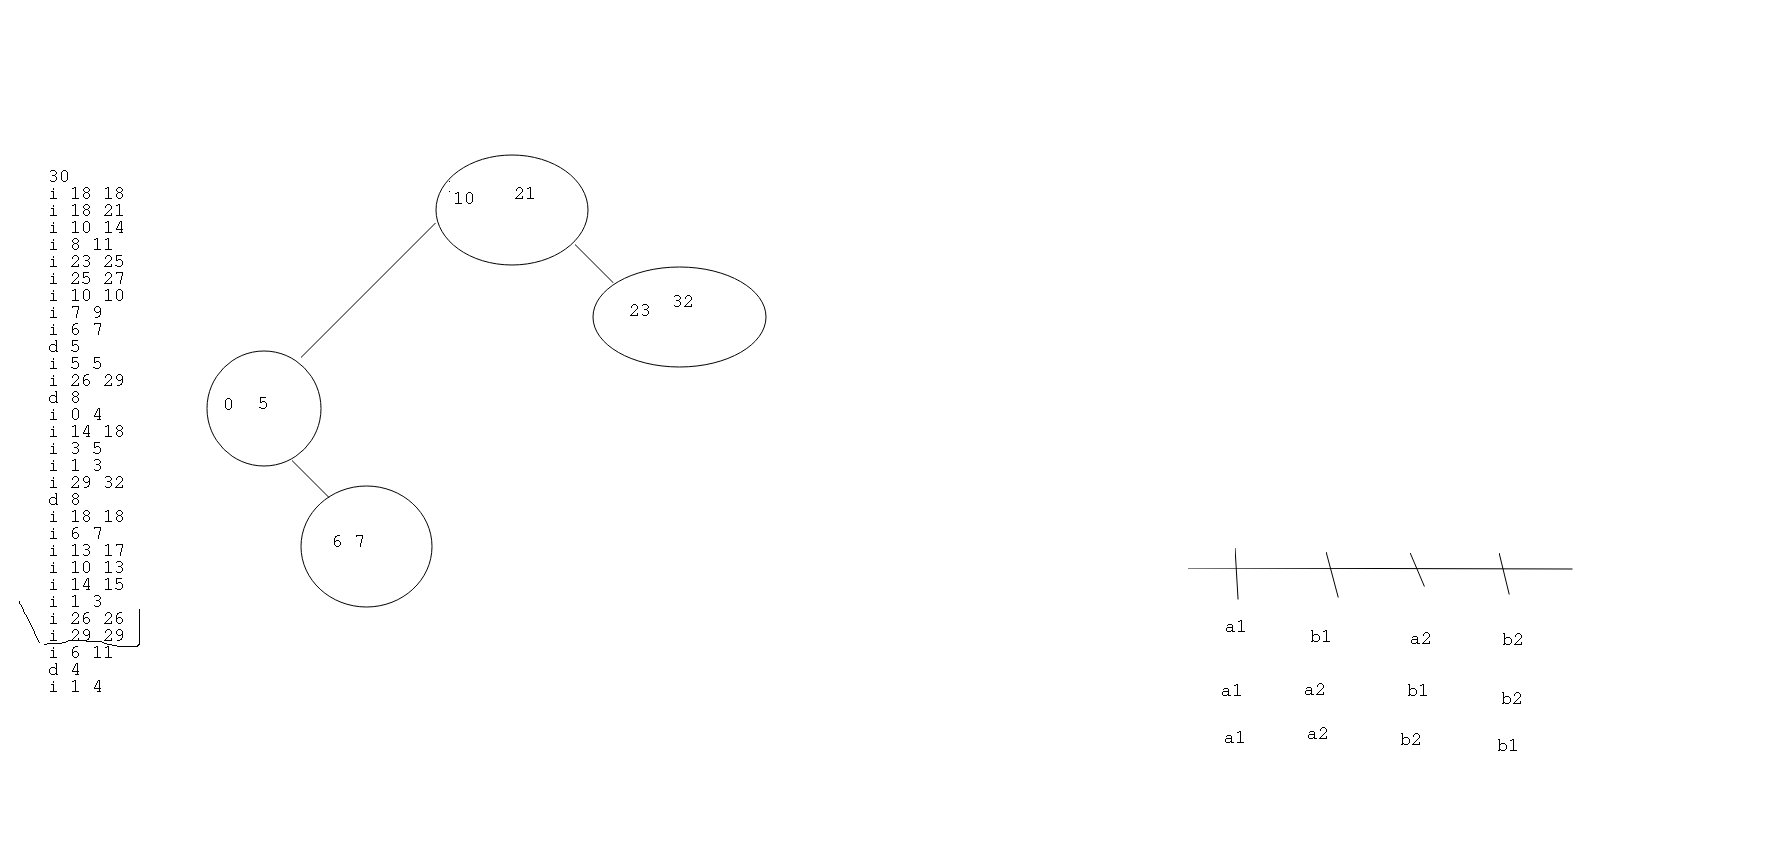 30
i 18 18
i 18 21
i 10 14
i 8 11
i 23 25
i 25 27
i 10 10
i 7 9
i 6 7
d 5
i 5 5
i 26 29
d 8
i 0 4
i 14 18
i 3 5
i 1 3
i 29 32
d 8
i 18 18
i 6 7
i 13 17
i 10 13
i 14 15
i 1 3
i 26 26
i 29 29
i 6 11
d 4
i 1 4
10 21
23 32
0 5
6 7
a1 b1 a2 b2
a1 a2 b1 b2
a1 a2 b2 b1